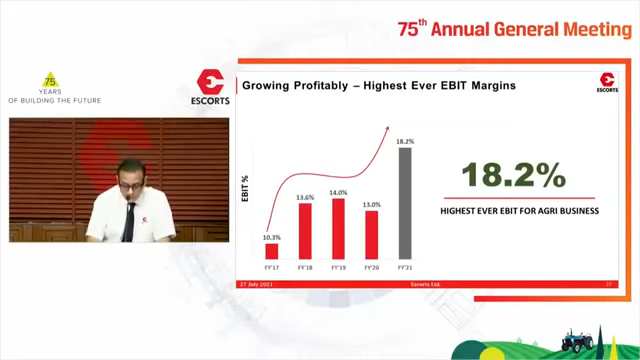 75th Annual General Meeting
75
YEARS
OF BUILDING THE FUTURE
ESCORTS
Growing Profitably – Highest Ever EBIT Margins
ESCORTS
EBIT %
10.3%
13.6%
14.0%
13.0%
18.2%
FY'17
FY'18
FY'19
FY'20
FY'21
18.2%
HIGHEST EVER EBIT FOR AGRI BUSINESS
27 July 2021
Escorts Ltd.
27